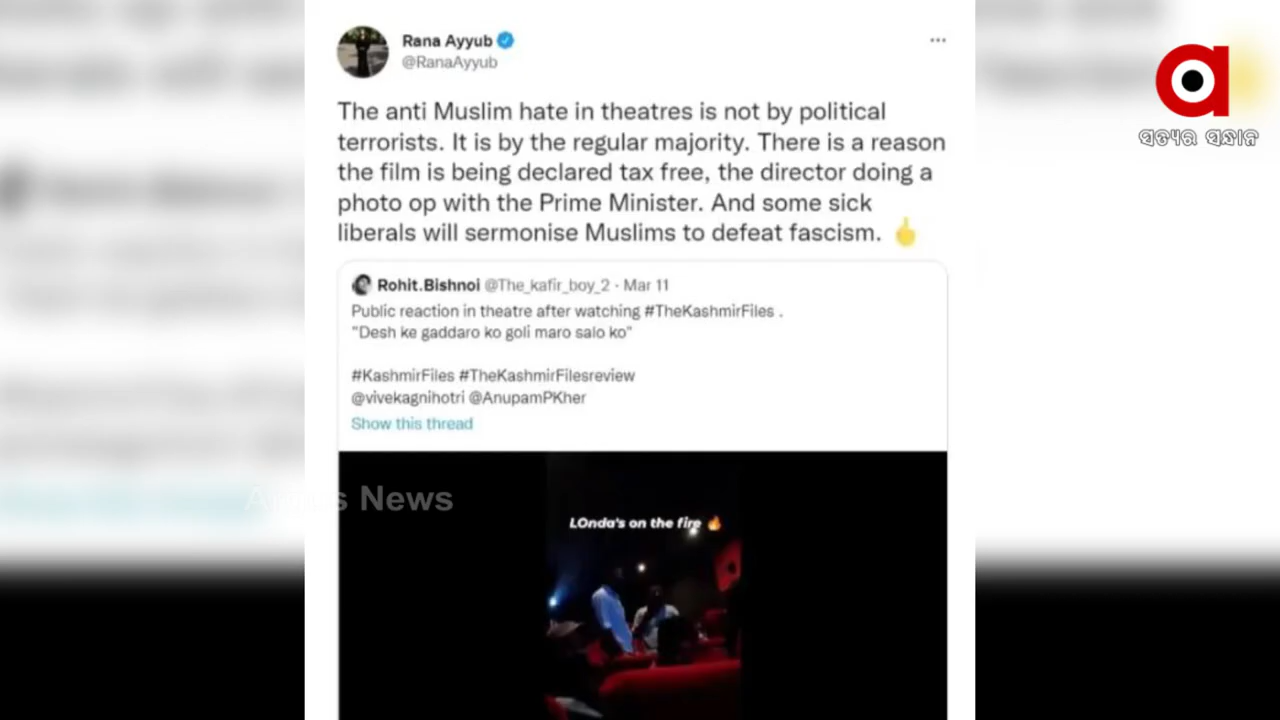 Rana Ayyub
@RanaAyyub
ସତ୍ୟର ସନ୍ଧାନ
The anti Muslim hate in theatres is not by political
terrorists. It is by the regular majority. There is a reason
the film is being declared tax free, the director doing a
photo op with the Prime Minister. And some sick
liberals will sermonise Muslims to defeat fascism. 🖕
Rohit.Bishnoi @The_kafir_boy_2 · Mar 11
Public reaction in theatre after watching #TheKashmirFiles .
"Desh ke gaddaro ko goli maro salo ko"
#KashmirFiles #TheKashmirFilesreview
@vivekagnihotri @AnupamPKher
Show this thread
Argus News
LOnda's on the fire 🔥